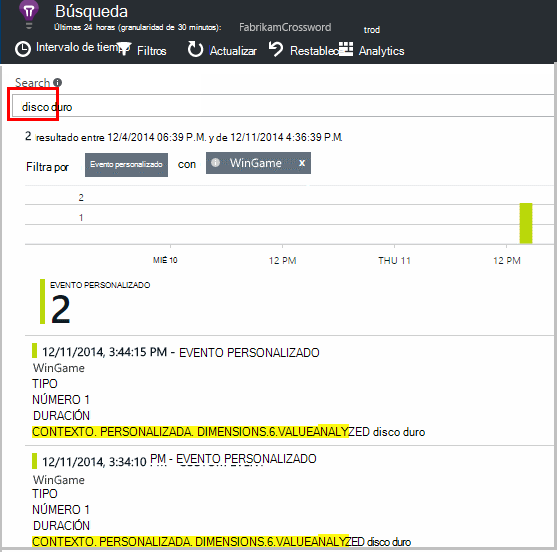 Búsqueda
Últimas 24 horas (granularidad de 30 minutos): FabrikamCrossword trod
Intervalo de tiempo Filtros Actualizar Restablec Analytics
Search
disco duro
2 resultado entre 12/4/2014 06:39 P.M. y de 12/11/2014 4:36:39 P.M.
Filtra por Evento personalizado con WinGame x
2
1
MIÉ 10 12 PM THU 11 12 PM
EVENTO PERSONALIZADO
2
12/11/2014, 3:44:15 PM - EVENTO PERSONALIZADO
WinGame
TIPO
NÚMERO 1
DURACIÓN
CONTEXTO. PERSONALIZADA. DIMENSIONS.6.VALUEANALYZED disco duro
12/11/2014, 3:34:10 PM - EVENTO PERSONALIZADO
WinGame
TIPO
NÚMERO 1
DURACIÓN
CONTEXTO. PERSONALIZADA. DIMENSIONS.6.VALUEANALYZED disco duro